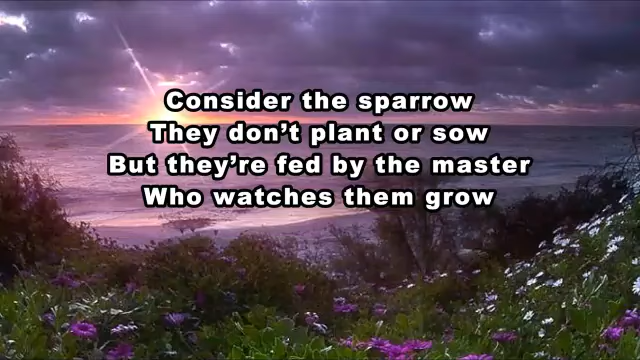 Consider the sparrow
They don’t plant or sow
But they’re fed by the master
Who watches them grow